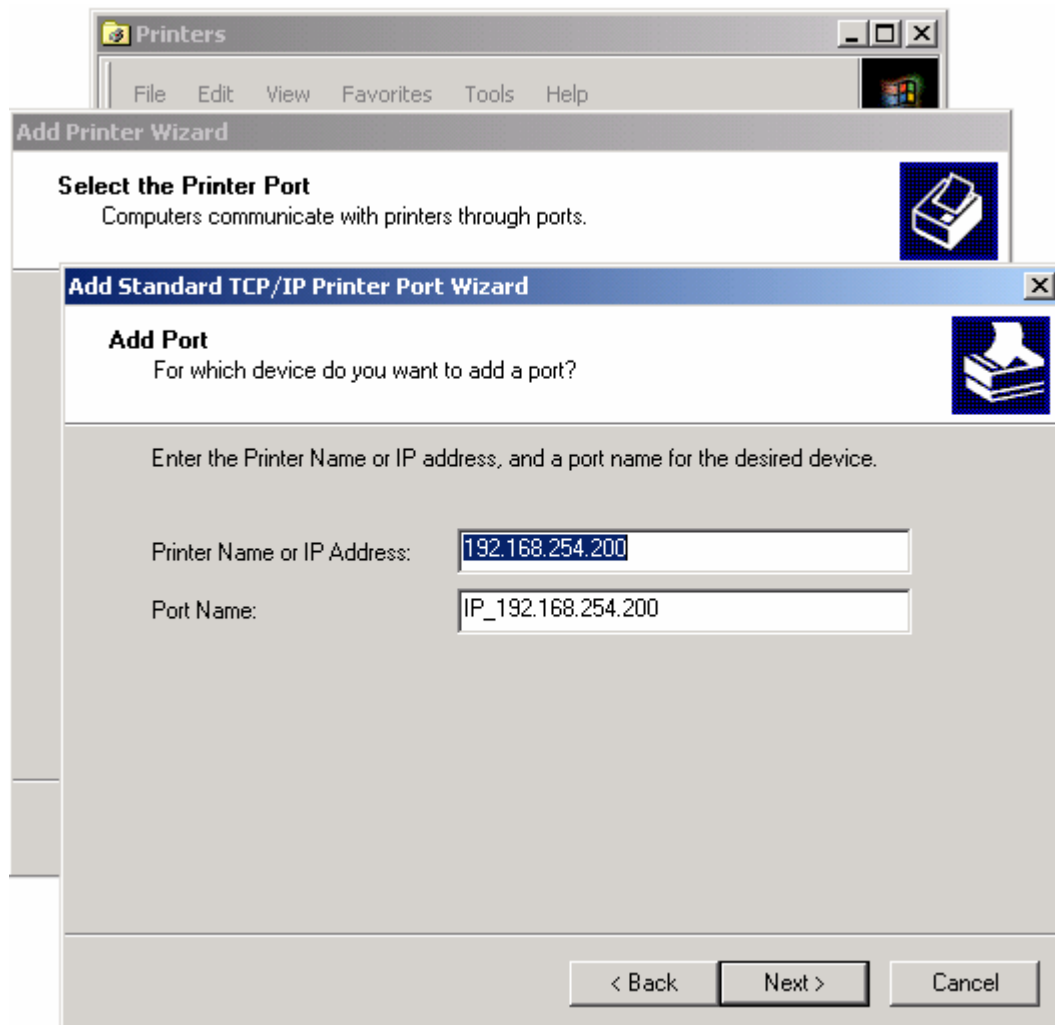 Printers
File Edit View Favorites Tools Help
Add Printer Wizard
Select the Printer Port
Computers communicate with printers through ports.
Add Standard TCP/IP Printer Port Wizard
Add Port
For which device do you want to add a port?
Enter the Printer Name or IP address, and a port name for the desired device.
Printer Name or IP Address: 192.168.254.200
Port Name: IP_192.168.254.200
< Back Next > Cancel